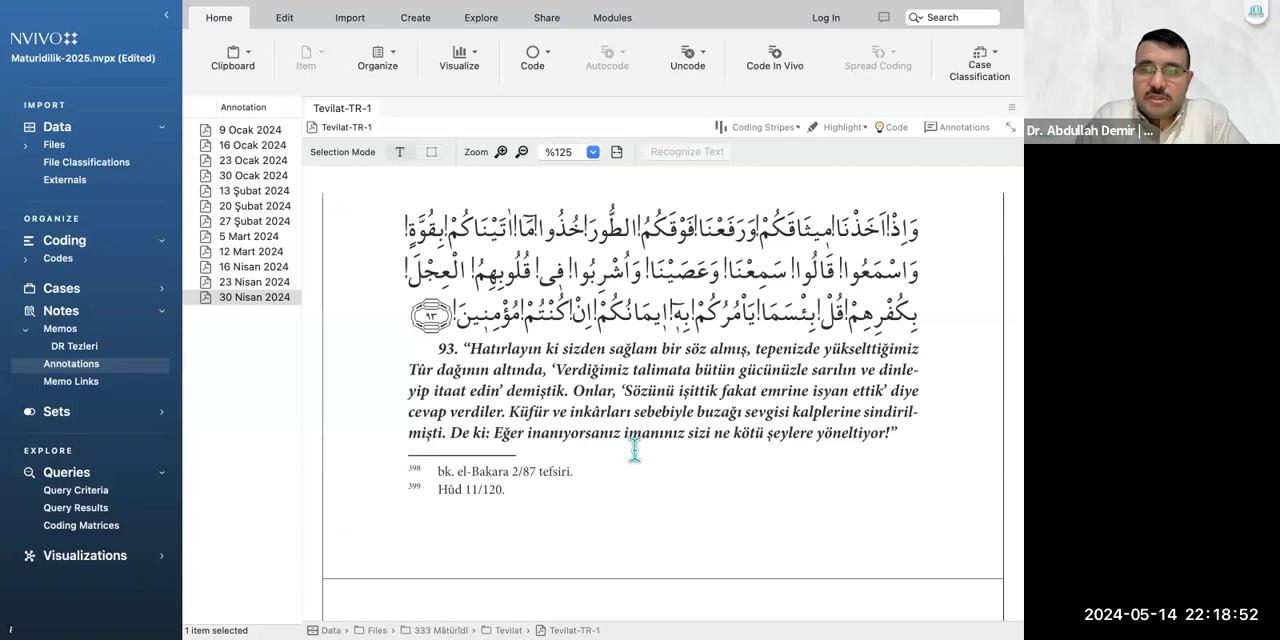 NVIVO
Maturidilik-2025.nvpx (Edited)
IMPORT
Data
Files
File Classifications
Externals
ORGANIZE
Coding
Codes
Cases
Notes
Memos
DR Tezleri
Annotations
Memo Links
Sets
EXPLORE
Queries
Query Criteria
Query Results
Coding Matrices
Visualizations
Home Edit Import Create Explore Share Modules Log In Search
Clipboard Item Organize Visualize Code Autocode Uncode Code In Vivo Spread Coding Case Classification
Annotation
9 Ocak 2024
16 Ocak 2024
23 Ocak 2024
30 Ocak 2024
13 Şubat 2024
20 Şubat 2024
27 Şubat 2024
5 Mart 2024
12 Mart 2024
16 Nisan 2024
23 Nisan 2024
30 Nisan 2024
1 item selected
Tevilat-TR-1
Tevilat-TR-1 Coding Stripes Highlight Code Annotations
Selection Mode T Zoom %125 Recognize Text
وَاِذْ اَخَذْنَا م۪يثَاقَكُمْ وَرَفَعْنَا فَوْقَكُمُ الطُّورَ خُذُوا مَٓا اٰتَيْنَاكُمْ بِقُوَّةٍ
وَاسْمَعُوا قَالُوا سَمِعْنَا وَعَصَيْنَا وَاُشْرِبُوا ف۪ى قُلُوبِهِمُ الْعِجْلَ
بِكُفْرِهِمْ قُلْ بِئْسَمَا يَاْمُرُكُمْ بِه۪ٓ ا۪يمَانُكُمْ اِنْ كُنْتُمْ مُؤْمِن۪ينَ ٩٣
93. “Hatırlayın ki sizden sağlam bir söz almış, tepenizde yükselttiğimiz
Tûr dağının altında, ‘Verdiğimiz talimata bütün gücünüzle sarılın ve dinle-
yip itaat edin’ demiştik. Onlar, ‘Sözünü işittik fakat emrine isyan ettik’ diye
cevap verdiler. Küfür ve inkârları sebebiyle buzağı sevgisi kalplerine sindiril-
mişti. De ki: Eğer inanıyorsanız imanınız sizi ne kötü şeylere yöneltiyor!”
398 bk. el-Bakara 2/87 tefsiri.
399 Hûd 11/120.
Data › Files › 333 Mâtürîdî › Tevilat › Tevilat-TR-1
Dr. Abdullah Demir | ...
2024-05-14 22:18:52